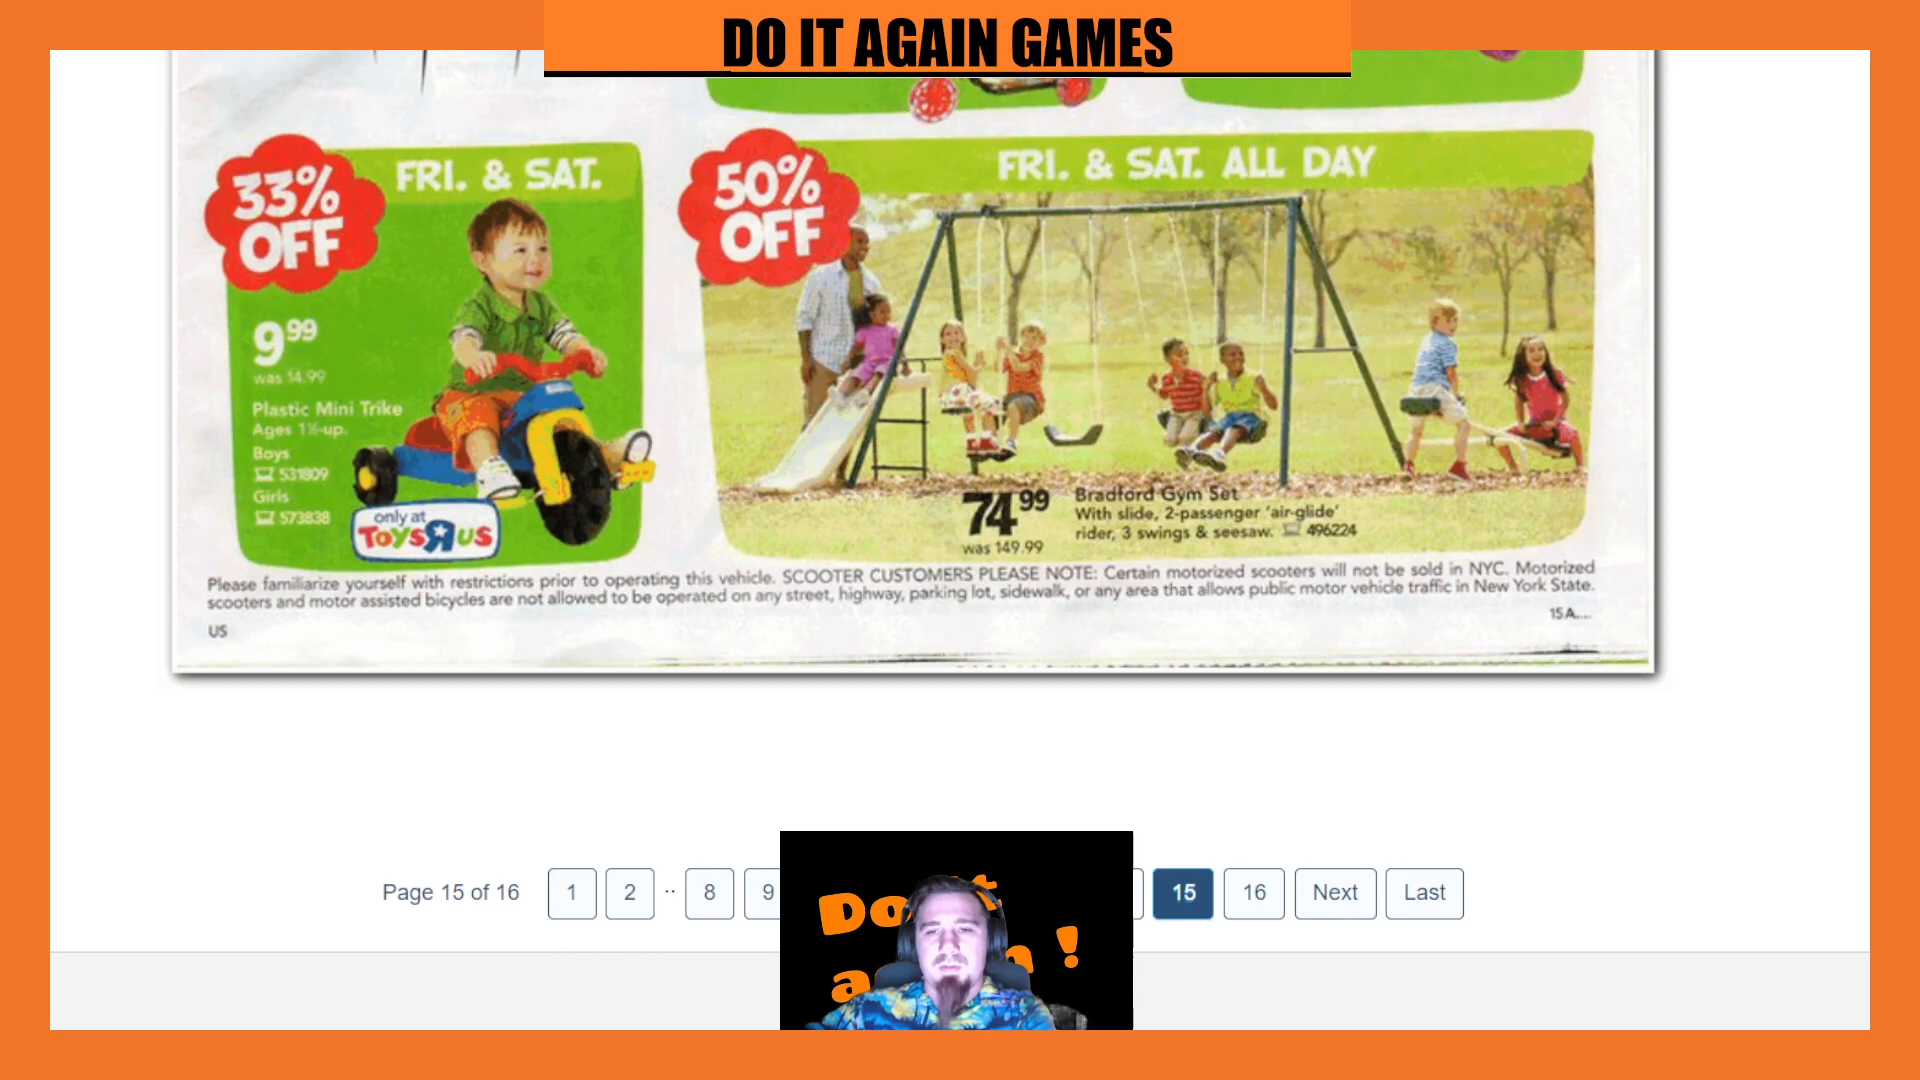 DO IT AGAIN GAMES
33%
OFF
FRI. & SAT.
9 99
was 14.99
Plastic Mini Trike
Ages 1½-up.
Boys
531809
Girls
573838
only at
TOYS R US
50%
OFF
FRI. & SAT. ALL DAY
74 99
was 149.99
Bradford Gym Set
With slide, 2-passenger 'air-glide'
rider, 3 swings & seesaw. 496224
Please familiarize yourself with restrictions prior to operating this vehicle. SCOOTER CUSTOMERS PLEASE NOTE: Certain motorized scooters will not be sold in NYC. Motorized
scooters and motor assisted bicycles are not allowed to be operated on any street, highway, parking lot, sidewalk, or any area that allows public motor vehicle traffic in New York State.
15A....
US
Page 15 of 16 1 2 .. 8 9 15 16 Next Last
Do
!